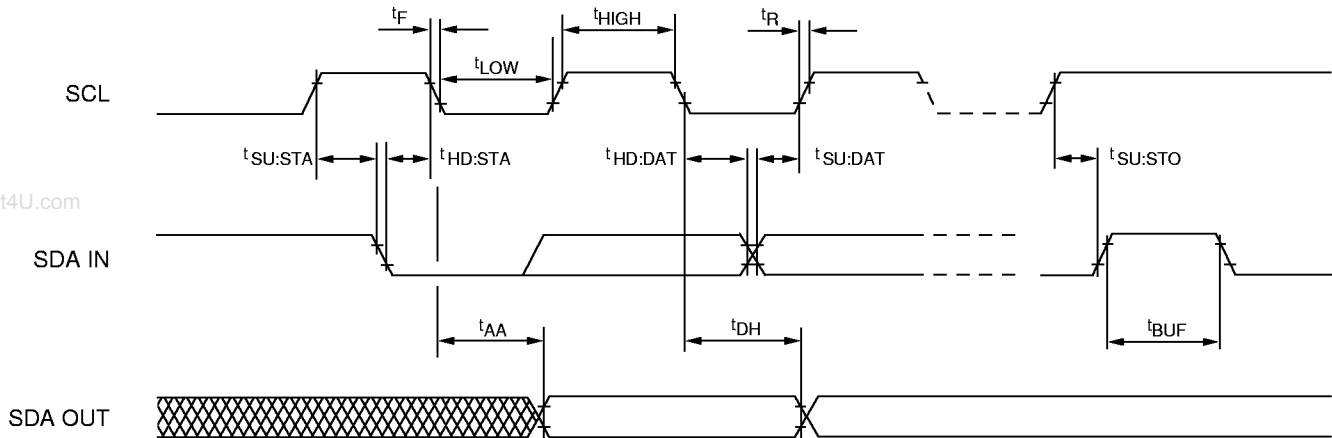 tF
tHIGH
tR
tLOW
SCL
tSU:STA
tHD:STA
tHD:DAT
tSU:DAT
tSU:STO
t4U.com
SDA IN
tAA
tDH
tBUF
SDA OUT